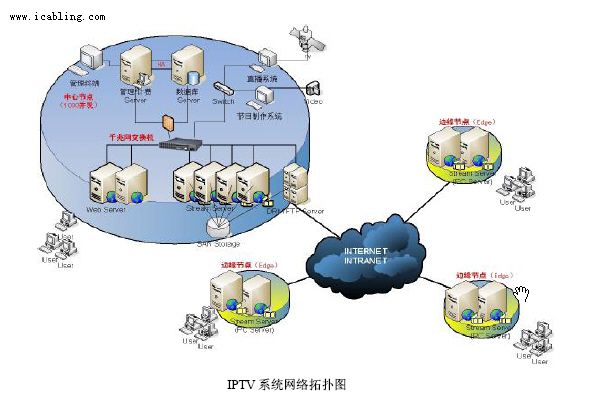 www.icabling.com
管理终端
管理/计费
Server
HA
数据库
Server
直播系统
TV
中心节点
(1000并发)
Switch
Video
节目制作系统
千兆网交换机
边缘节点(Edge)
Web Server
Stream Server
DRM/FTP Server
SAN Storage
Stream Server
(PC Server)
User
User
User
User
User
INTERNET
INTRANET
边缘节点(Edge)
边缘节点(Edge)
Stream Server
(PC Server)
User
User
Stream Server
(PC Server)
User
User
IPTV 系统网络拓扑图